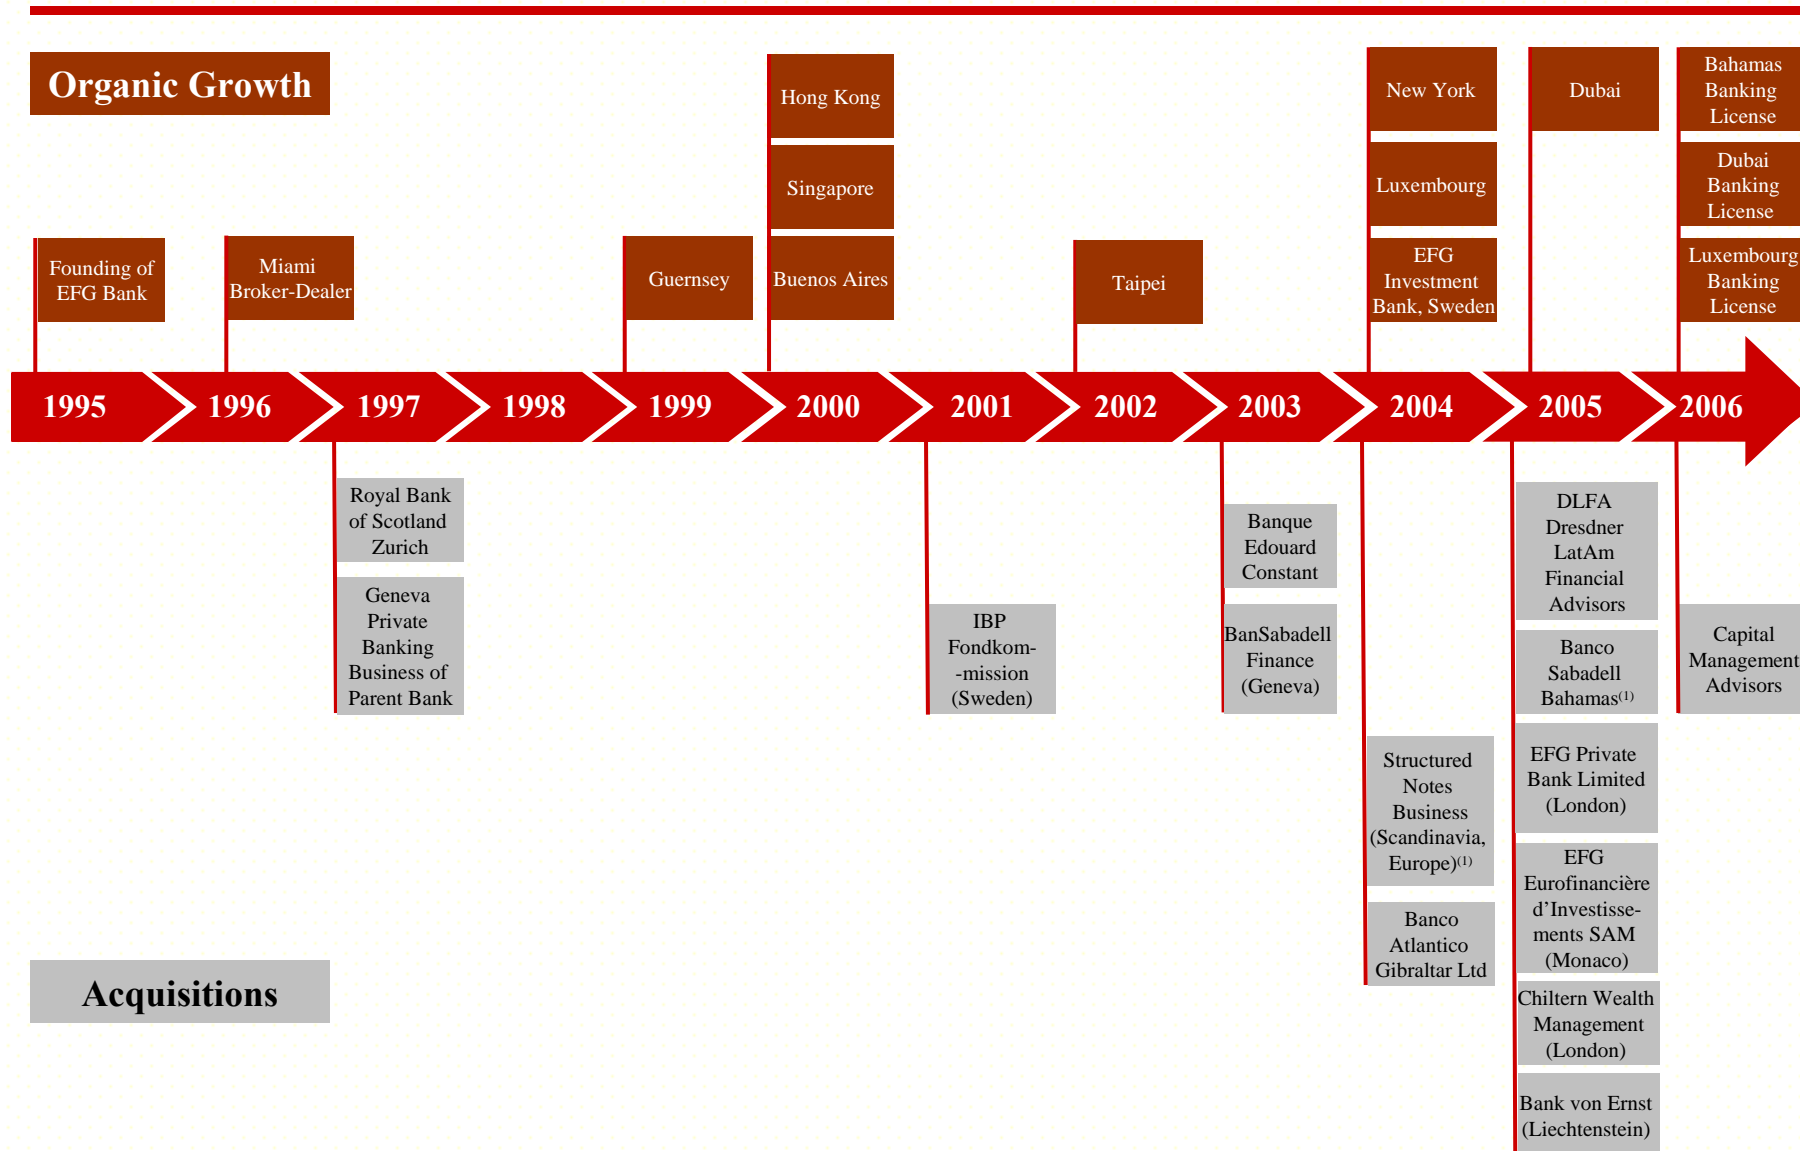 Organic Growth
Founding of
EFG Bank
Miami
Broker-Dealer
Guernsey
Hong Kong
Singapore
Buenos Aires
Taipei
New York
Luxembourg
EFG
Investment
Bank, Sweden
Dubai
Bahamas
Banking
License
Dubai
Banking
License
Luxembourg
Banking
License
1995
1996
1997
1998
1999
2000
2001
2002
2003
2004
2005
2006
Royal Bank
of Scotland
Zurich
Geneva
Private
Banking
Business of
Parent Bank
IBP
Fondkom-
-mission
(Sweden)
Banque
Edouard
Constant
BanSabadell
Finance
(Geneva)
Structured
Notes
Business
(Scandinavia,
Europe)(1)
Banco
Atlantico
Gibraltar Ltd
DLFA
Dresdner
LatAm
Financial
Advisors
Banco
Sabadell
Bahamas(1)
EFG Private
Bank Limited
(London)
EFG
Eurofinancière
d’Investisse-
ments SAM
(Monaco)
Chiltern Wealth
Management
(London)
Bank von Ernst
(Liechtenstein)
Capital
Management
Advisors
Acquisitions